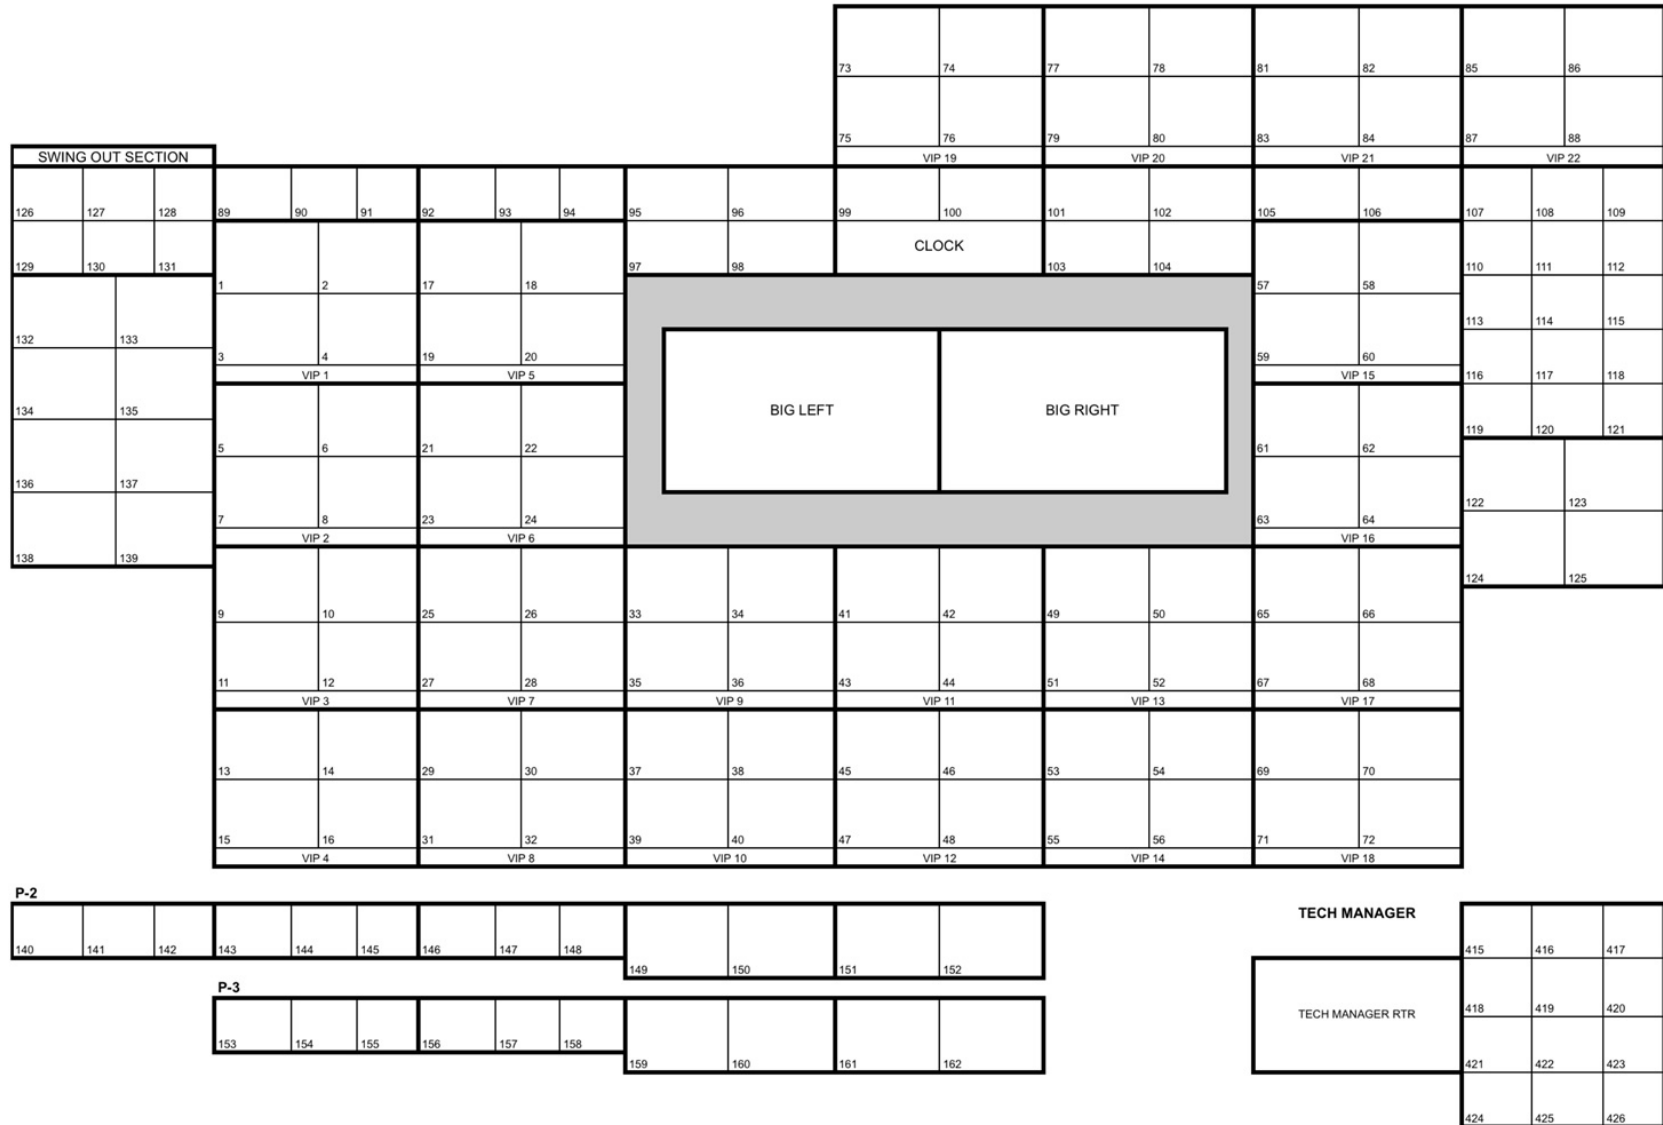 73 74 77 78 81 82 85 86
75 76 79 80 83 84 87 88
VIP 19 VIP 20 VIP 21 VIP 22
SWING OUT SECTION
126 127 128 89 90 91 92 93 94 95 96 99 100 101 102 105 106 107 108 109
CLOCK
129 130 131 97 98 103 104 110 111 112
1 2 17 18 57 58
113 114 115
132 133
3 4 19 20 59 60
VIP 1 VIP 5 VIP 15
116 117 118
134 135 BIG LEFT BIG RIGHT
119 120 121
5 6 21 22 61 62
136 137
122 123
7 8 23 24 63 64
VIP 2 VIP 6 VIP 16
138 139
124 125
9 10 25 26 33 34 41 42 49 50 65 66
11 12 27 28 35 36 43 44 51 52 67 68
VIP 3 VIP 7 VIP 9 VIP 11 VIP 13 VIP 17
13 14 29 30 37 38 45 46 53 54 69 70
15 16 31 32 39 40 47 48 55 56 71 72
VIP 4 VIP 8 VIP 10 VIP 12 VIP 14 VIP 18
P-2
TECH MANAGER
140 141 142 143 144 145 146 147 148 415 416 417
149 150 151 152
P-3
418 419 420
TECH MANAGER RTR
153 154 155 156 157 158
159 160 161 162 421 422 423
424 425 426